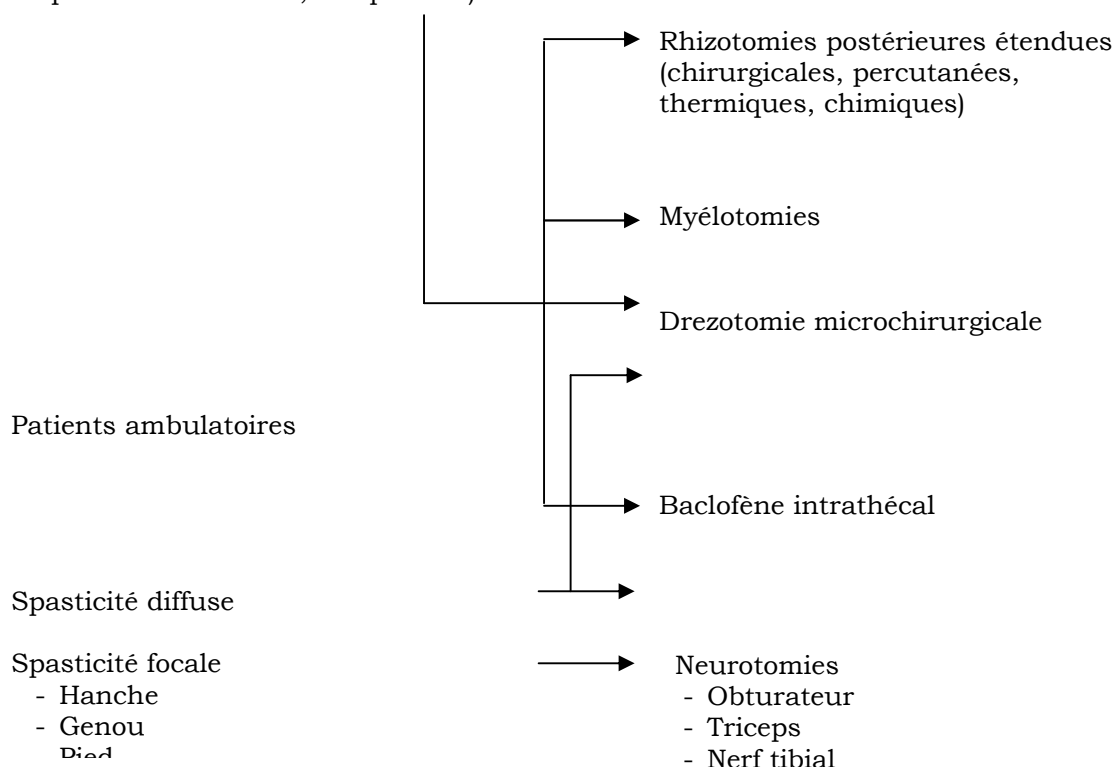 Rhizotomies postérieures étendues
(chirurgicales, percutanées,
thermiques, chimiques)
Myélotomies
Drezotomie microchirurgicale
Patients ambulatoires
Baclofène intrathécal
Spasticité diffuse
Spasticité focale
- Hanche
- Genou
Pied
Neurotomies
- Obturateur
- Triceps
- Nerf tibial